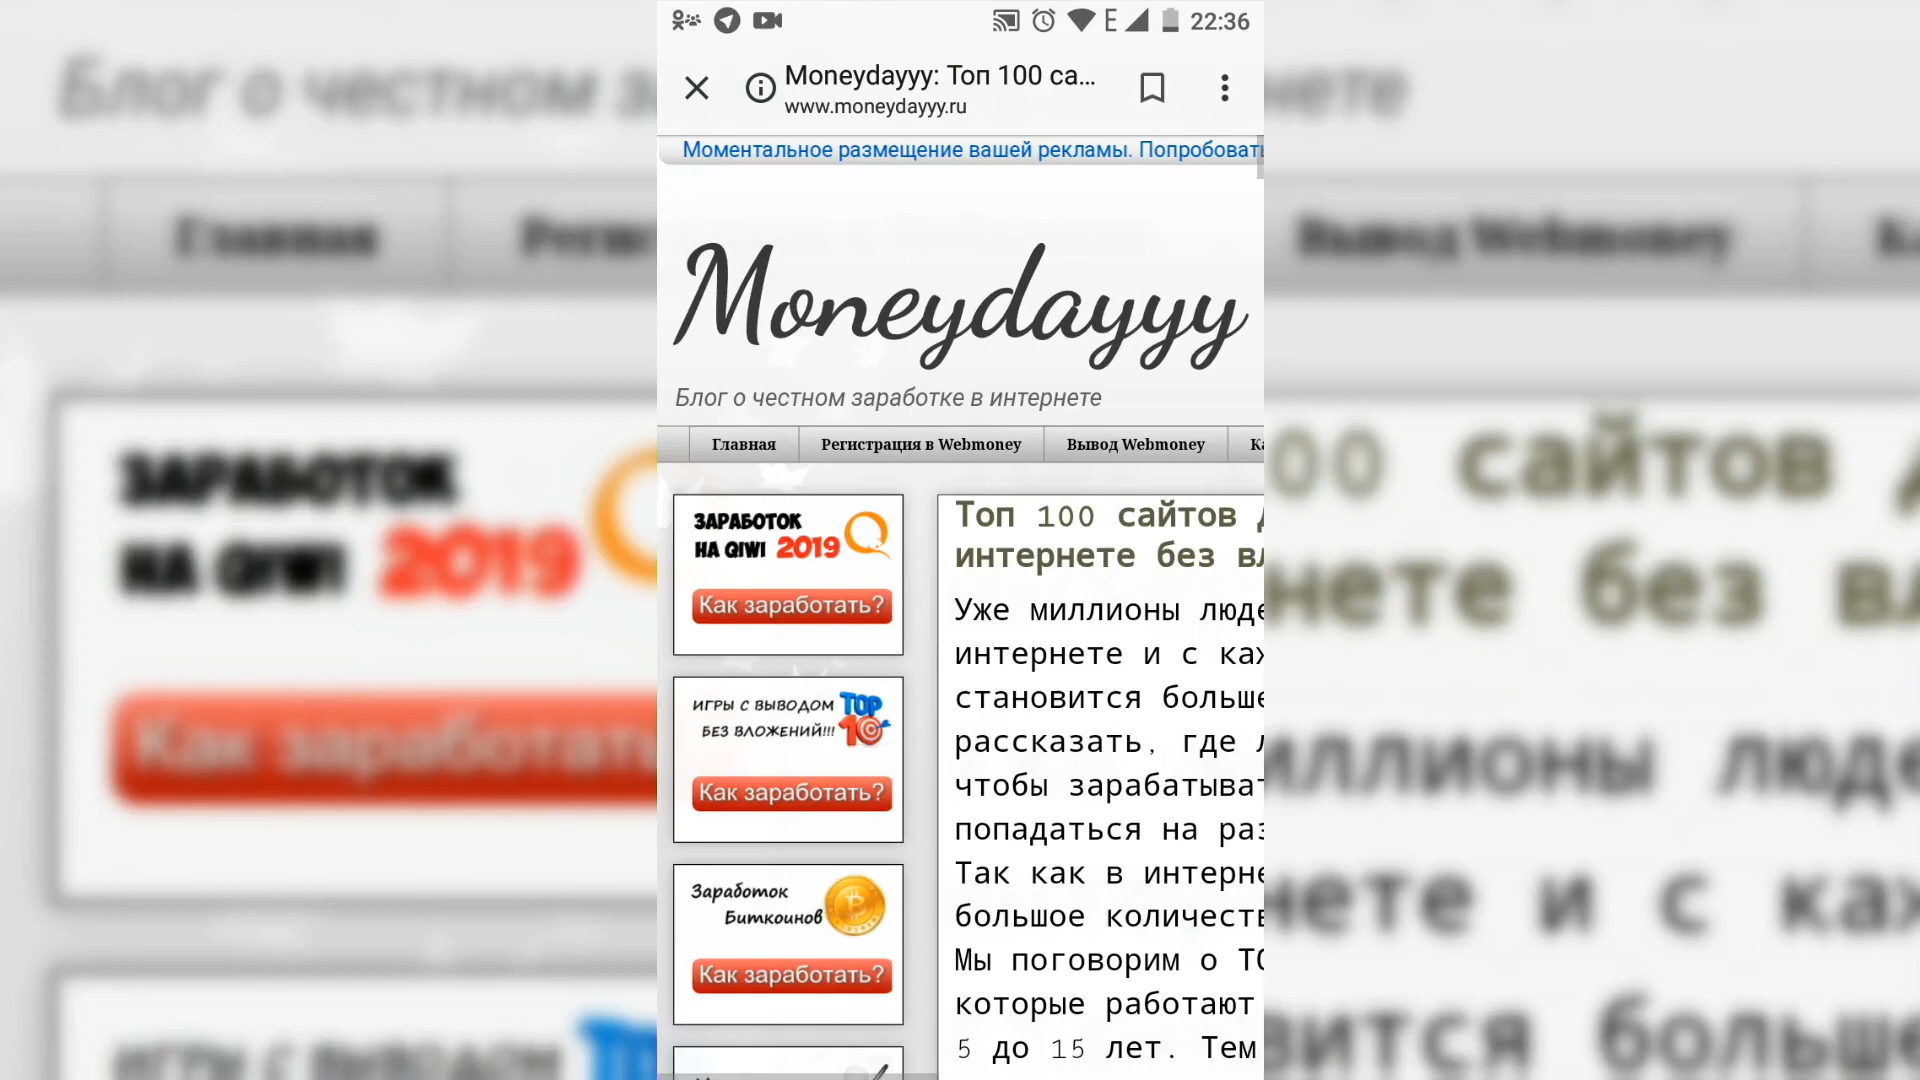 E 22:36
Moneydayyy: Топ 100 са...
www.moneydayyy.ru
Моментальное размещение вашей рекламы. Попробовать
Moneydayyy
Блог о честном заработке в интернете
Главная Регистрация в Webmoney Вывод Webmoney Ка
ЗАРАБОТОК
НА QIWI 2019
Как заработать?
ИГРЫ С ВЫВОДОМ TOP
БЕЗ ВЛОЖЕНИЙ!!! 10
Как заработать?
Заработок
Биткоинов
Как заработать?
Топ 100 сайтов д
интернете без вл
Уже миллионы люде
интернете и с каж
становится больше
рассказать, где л
чтобы зарабатыват
попадаться на раз
Так как в интерне
большое количеств
Мы поговорим о ТО
которые работают
5 до 15 лет. Тем